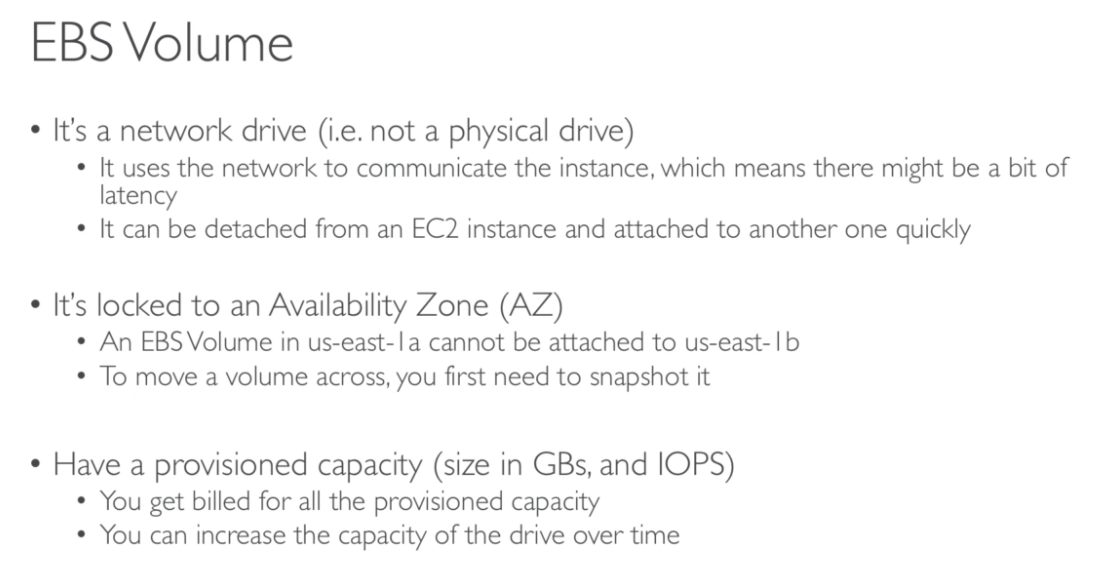 EBS Volume
• It's a network drive (i.e. not a physical drive)
• It uses the network to communicate the instance, which means there might be a bit of
latency
• It can be detached from an EC2 instance and attached to another one quickly
• It's locked to an Availability Zone (AZ)
• An EBS Volume in us-east-1a cannot be attached to us-east-1b
• To move a volume across, you first need to snapshot it
• Have a provisioned capacity (size in GBs, and IOPS)
• You get billed for all the provisioned capacity
• You can increase the capacity of the drive over time